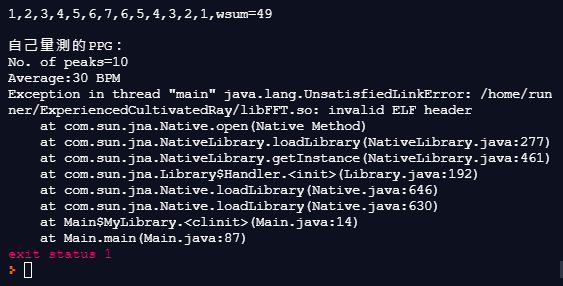 1,2,3,4,5,6,7,6,5,4,3,2,1,wsum=49
自己量測的PPG:
No. of peaks=10
Average:30 BPM
Exception in thread "main" java.lang.UnsatisfiedLinkError: /home/run
ner/ExperiencedCultivatedRay/libFFT.so: invalid ELF header
    at com.sun.jna.Native.open(Native Method)
    at com.sun.jna.NativeLibrary.loadLibrary(NativeLibrary.java:277)
    at com.sun.jna.NativeLibrary.getInstance(NativeLibrary.java:461)
    at com.sun.jna.Library$Handler.<init>(Library.java:192)
    at com.sun.jna.Native.loadLibrary(Native.java:646)
    at com.sun.jna.Native.loadLibrary(Native.java:630)
    at Main$MyLibrary.<clinit>(Main.java:14)
    at Main.main(Main.java:87)
exit status 1